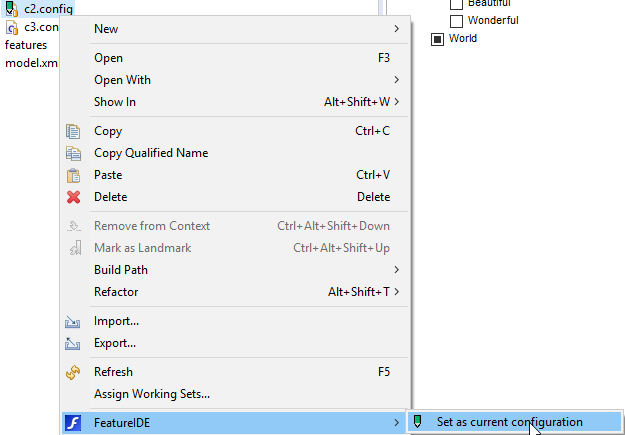 c2.config
c3.con
features
model.xm
New
Open F3
Open With
Show In Alt+Shift+W
Copy Ctrl+C
Copy Qualified Name
Paste Ctrl+V
Delete Delete
Remove from Context Ctrl+Alt+Shift+Down
Mark as Landmark Ctrl+Alt+Shift+Up
Build Path
Refactor Alt+Shift+T
Import...
Export...
Refresh F5
Assign Working Sets...
FeatureIDE
Set as current configuration
Beautiful
Wonderful
World